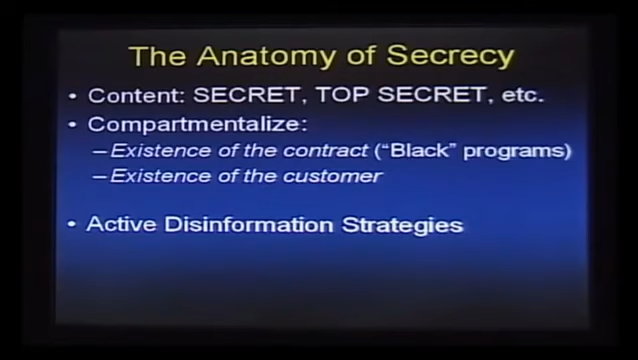 The Anatomy of Secrecy
• Content: SECRET, TOP SECRET, etc.
• Compartmentalize:
–Existence of the contract (“Black” programs)
–Existence of the customer
• Active Disinformation Strategies